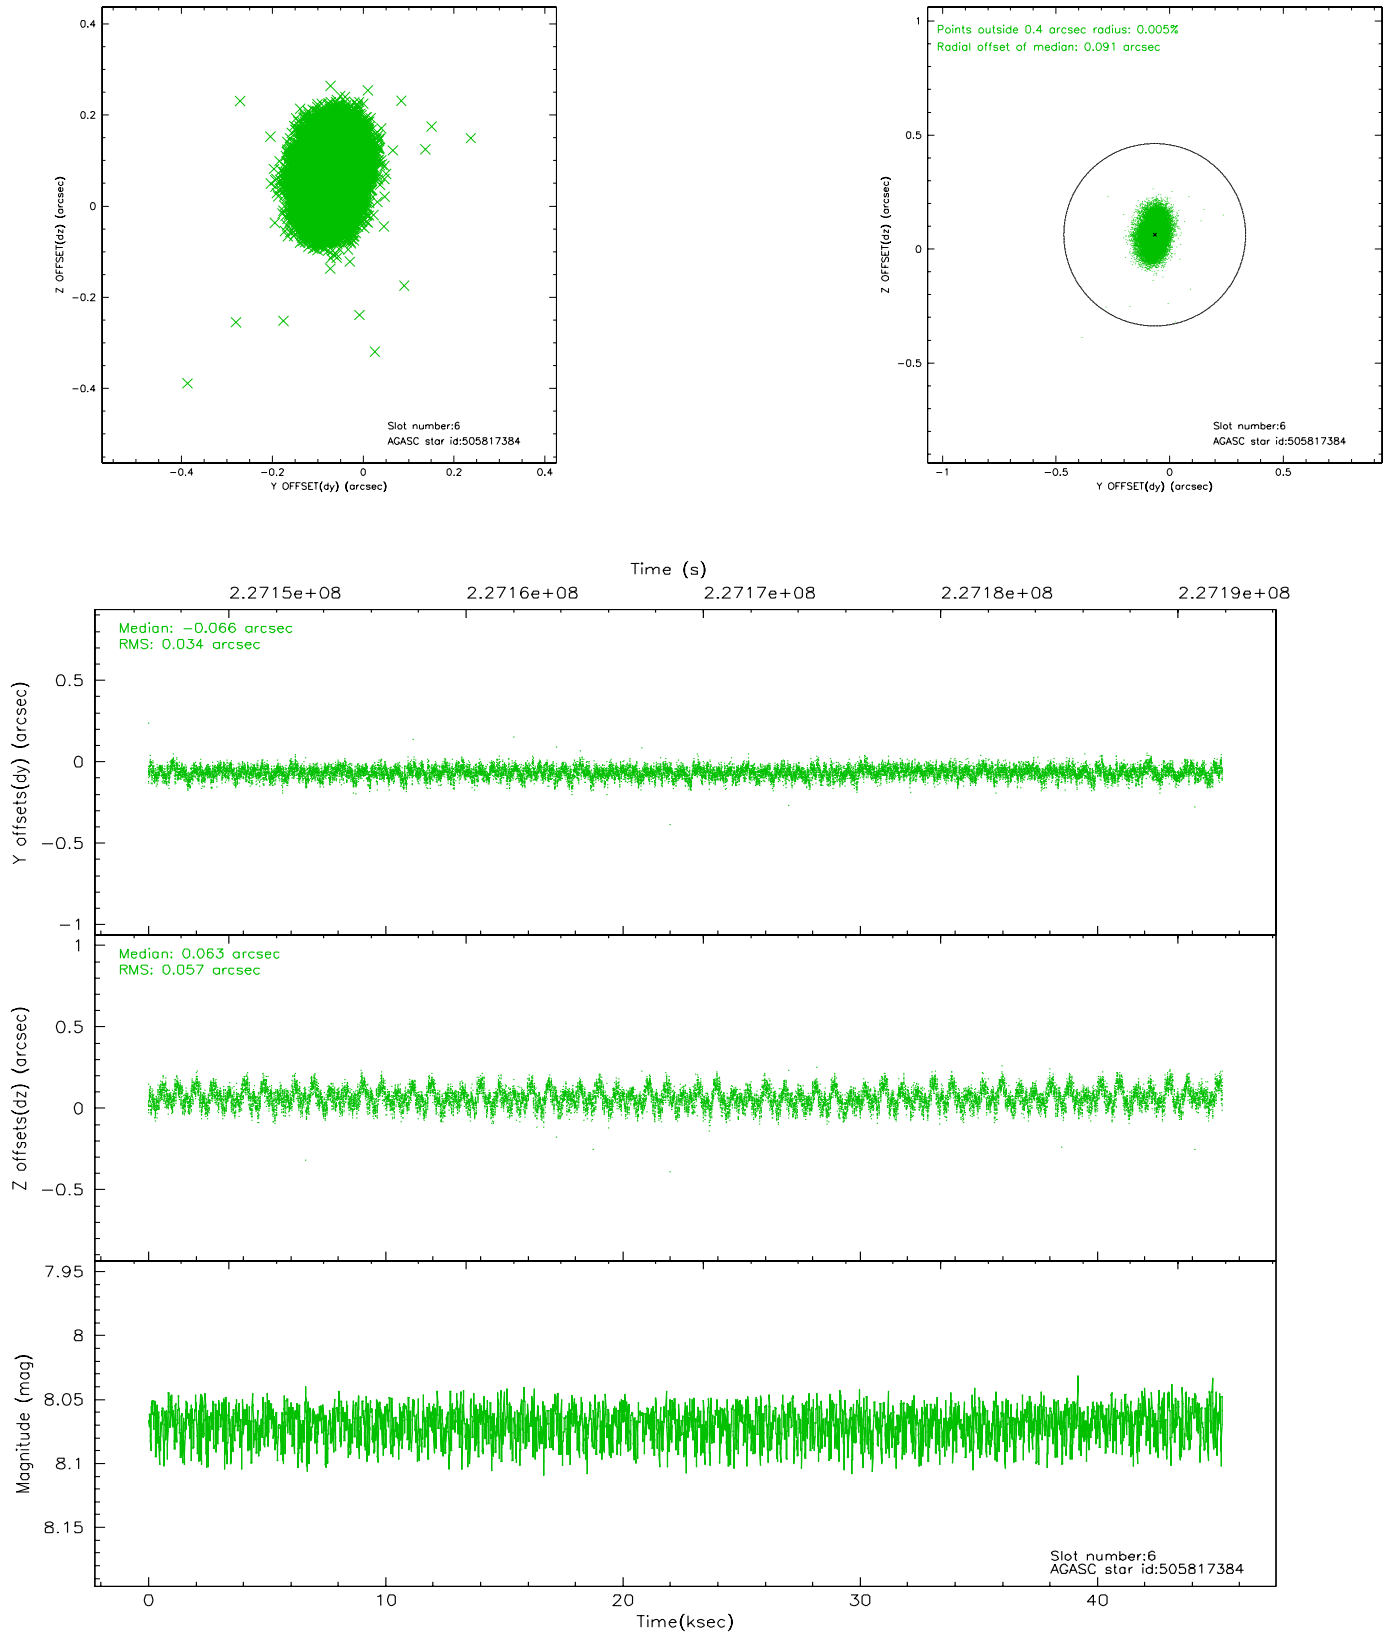 0.4
0.2
0
-0.2
-0.4
Z OFFSET(dz) (arcsec)
Slot number:6
AGASC star id:505817384
-0.4 -0.2 0 0.2 0.4
Y OFFSET(dy) (arcsec)
Points outside 0.4 arcsec radius: 0.005%
Radial offset of median: 0.091 arcsec
1
0.5
0
-0.5
Z OFFSET(dz) (arcsec)
Slot number:6
AGASC star id:505817384
-1 -0.5 0 0.5
Y OFFSET(dy) (arcsec)
Time (s)
2.2715e+08 2.2716e+08 2.2717e+08 2.2718e+08 2.2719e+08
Median: -0.066 arcsec
RMS: 0.034 arcsec
0.5
0
-0.5
-1
Y offsets(dy) (arcsec)
Median: 0.063 arcsec
RMS: 0.057 arcsec
1
0.5
0
-0.5
Z offsets(dz) (arcsec)
7.95
8
8.05
8.1
8.15
Magnitude (mag)
Slot number:6
AGASC star id:505817384
0 10 20 30 40
Time(ksec)